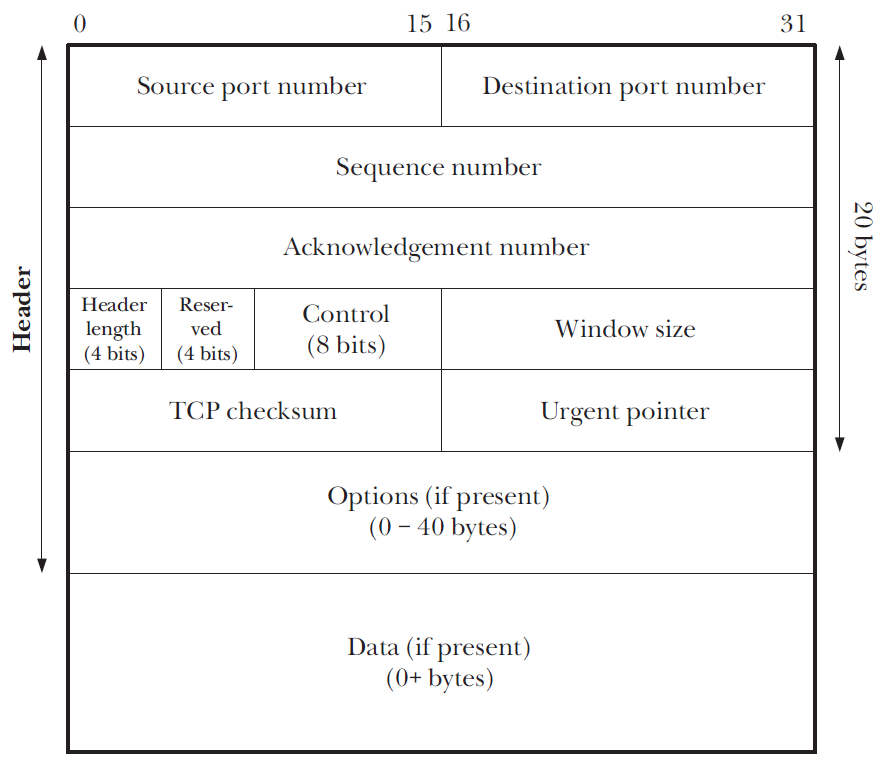 0 15 16 31
Source port number Destination port number
Sequence number
20 bytes
Acknowledgement number
Header
Header
length
(4 bits)
Reser-
ved
(4 bits)
Control
(8 bits)
Window size
TCP checksum Urgent pointer
Options (if present)
(0 – 40 bytes)
Data (if present)
(0+ bytes)